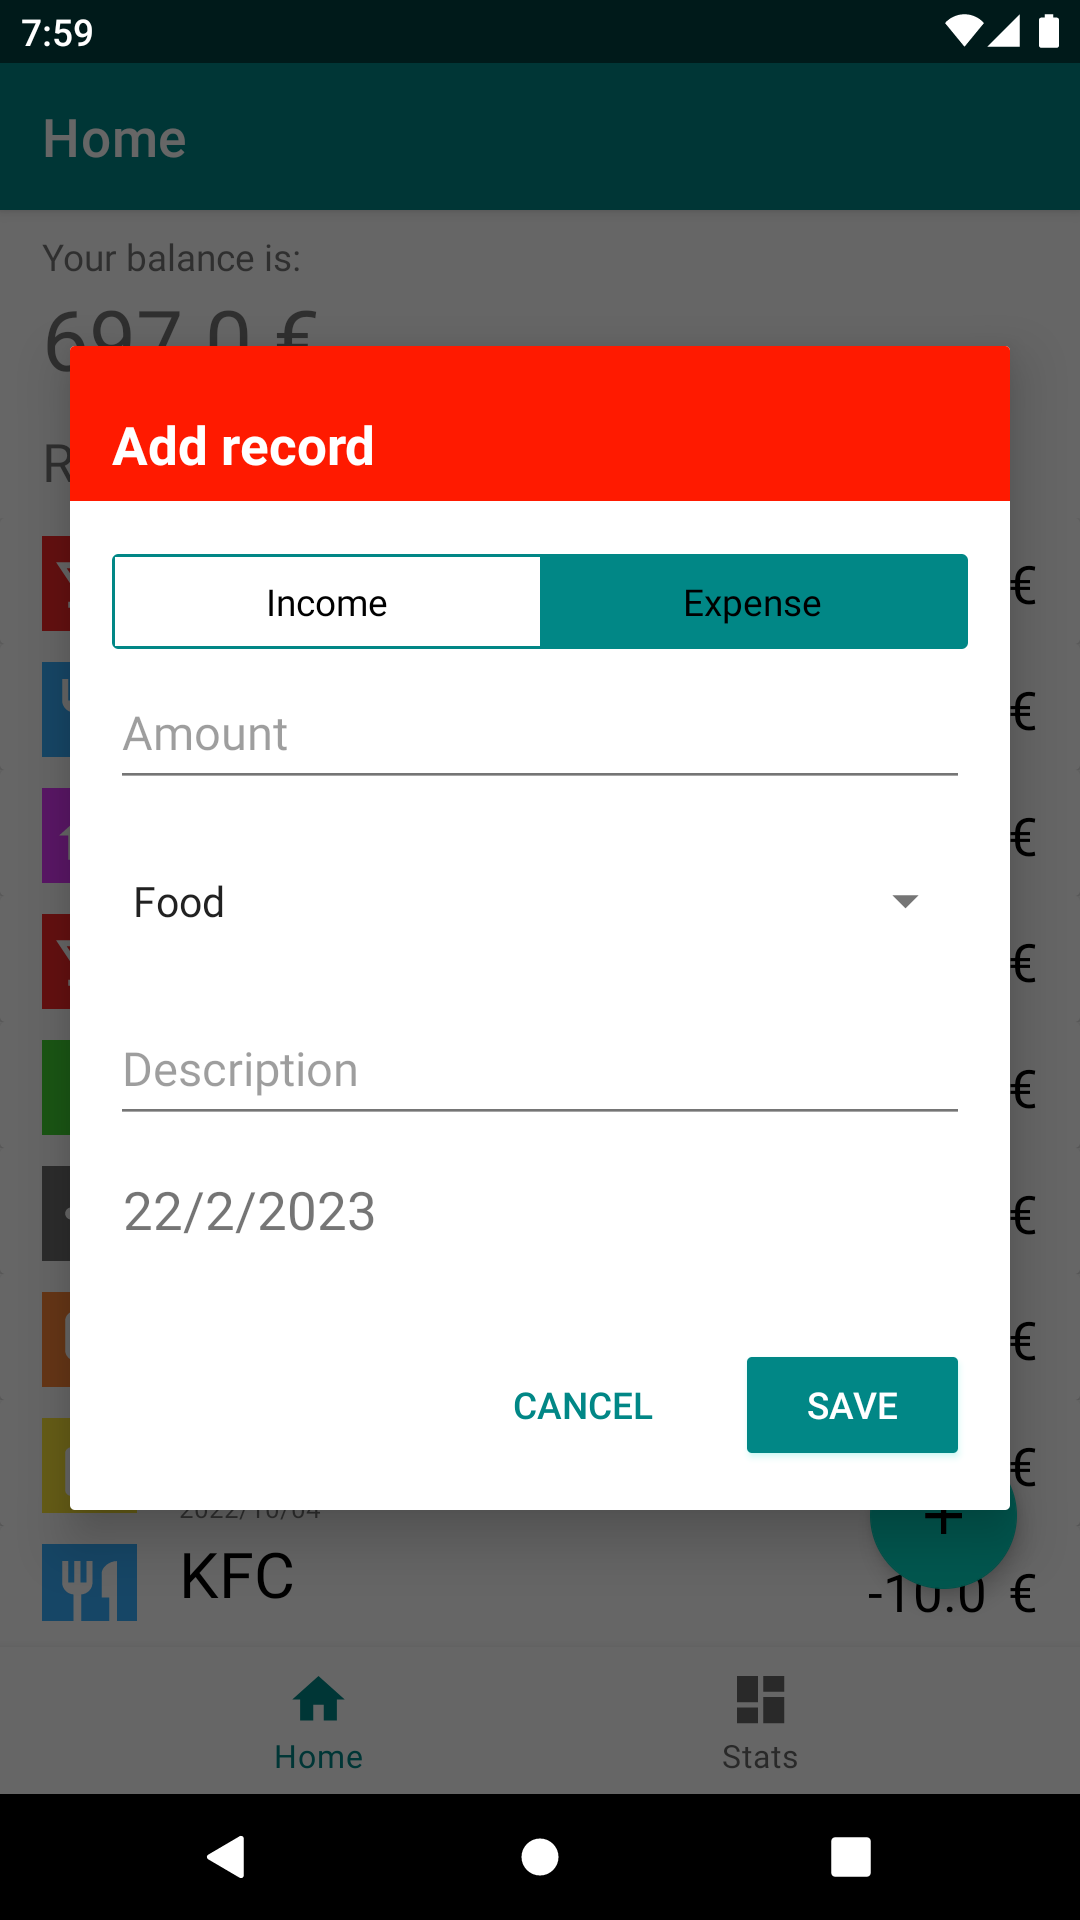 7:59
Home
Your balance is:
697.0 €
Add record
€
Income
Expense
€
Amount
€
Food
€
Description
€
22/2/2023
€
€
CANCEL
SAVE
€
2022/10/04
KFC
-10.0 €
Home
Stats